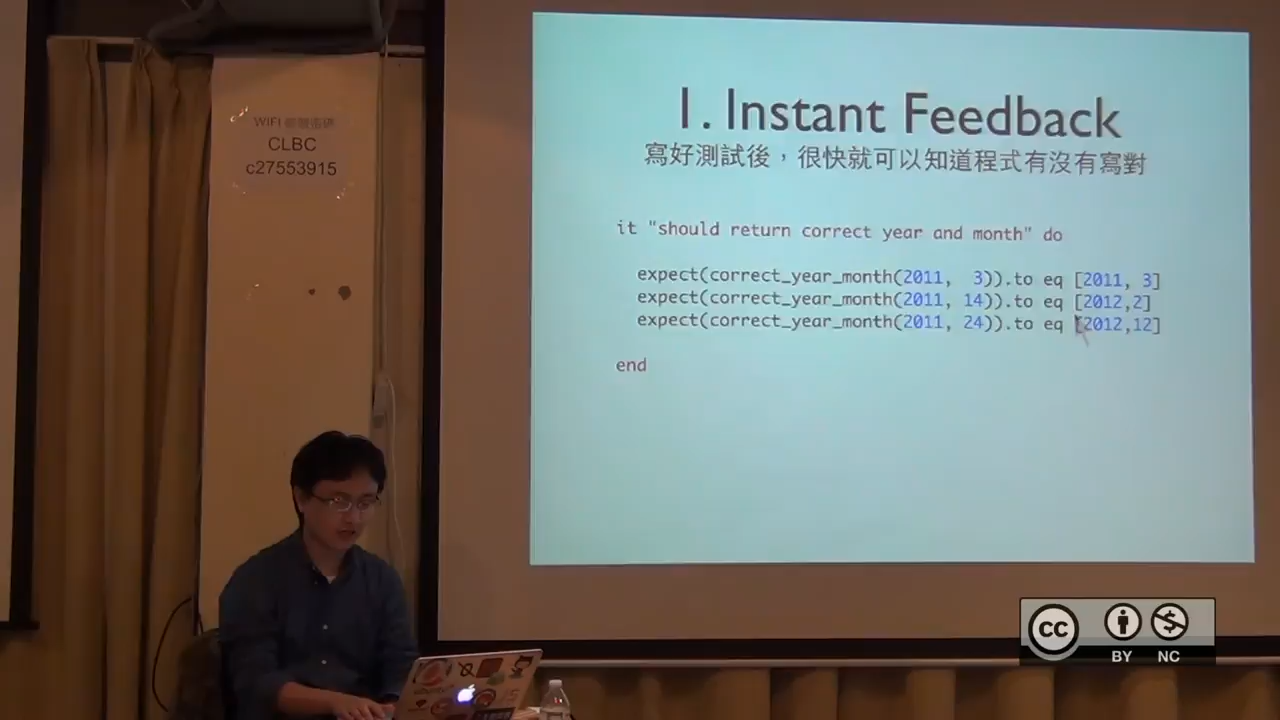 WIFI
CLBC
c27553915
1. Instant Feedback
寫好測試後，很快就可以知道程式有沒有寫對
it "should return correct year and month" do
expect(correct_year_month(2011, 3)).to eq [2011, 3]
expect(correct_year_month(2011, 14)).to eq [2012,2]
expect(correct_year_month(2011, 24)).to eq [2012,12]
end
CC
BY NC